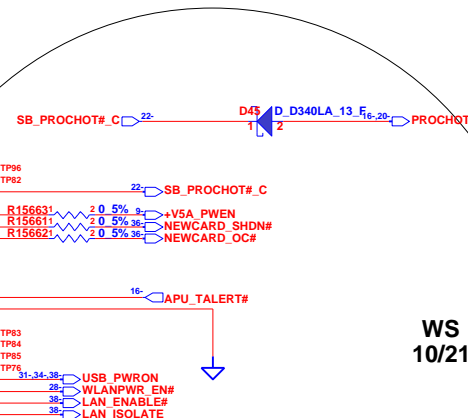 D45 D_D340LA_13_F
SB_PROCHOT#_C 22- 1 2 16-,20- PROCHOT
TP96
TP82
22- SB_PROCHOT#_C
R15663 1 2 0_5% 9- +V5A_PWEN
R15661 1 2 0_5% 36- NEWCARD_SHDN#
R15662 1 2 0_5% 36- NEWCARD_OC#
16- APU_TALERT#
TP83
TP84
WS
TP85
10/21
TP76
31-,34-,38- USB_PWRON
28- WLANPWR_EN#
38- LAN_ENABLE#
38- LAN_ISOLATE